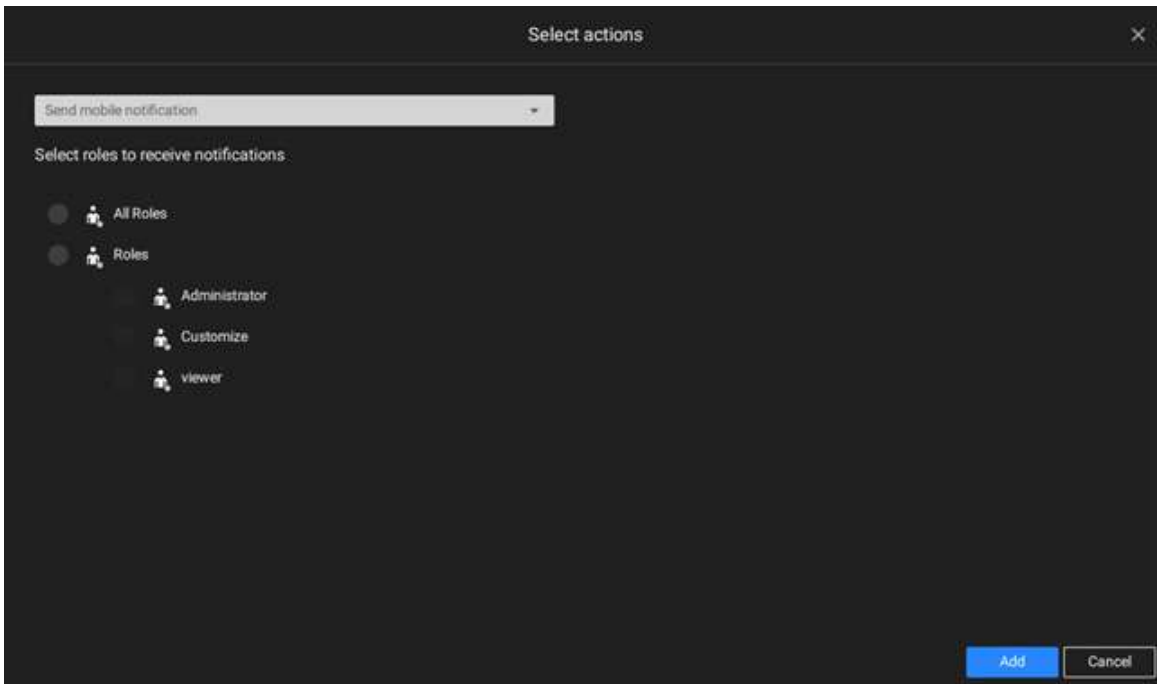 Select actions
Send mobile notification
Select roles to receive notifications
All Roles
Roles
Administrator
Customize
viewer
Add
Cancel